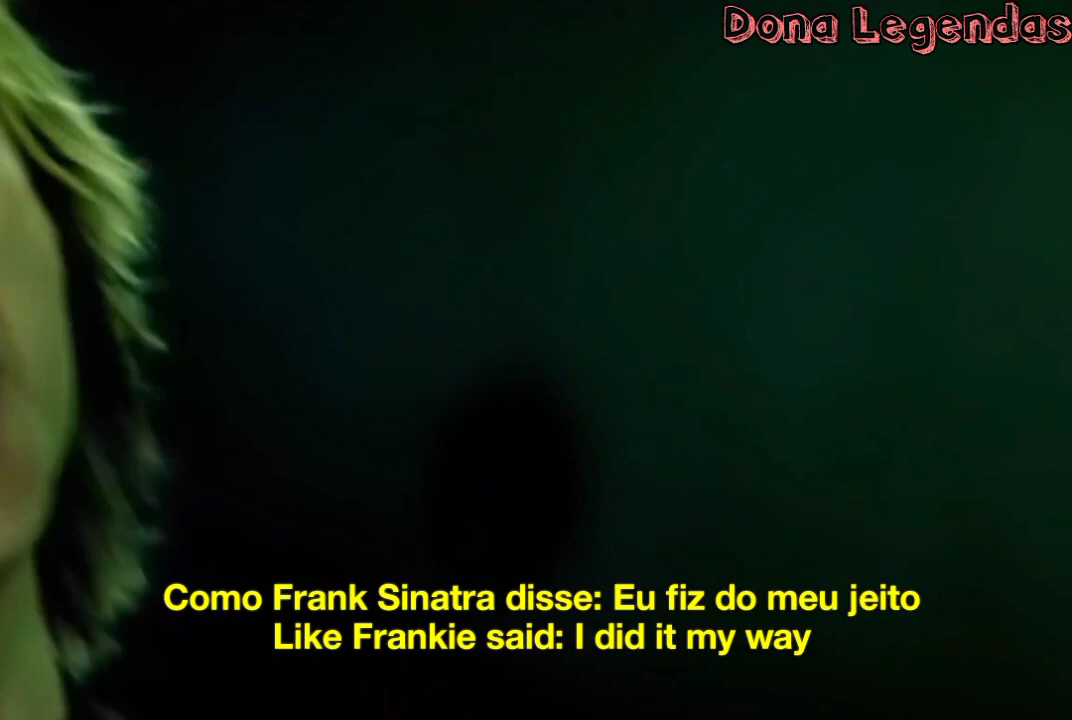 Dona Legendas
Como Frank Sinatra disse: Eu fiz do meu jeito
Like Frankie said: I did it my way